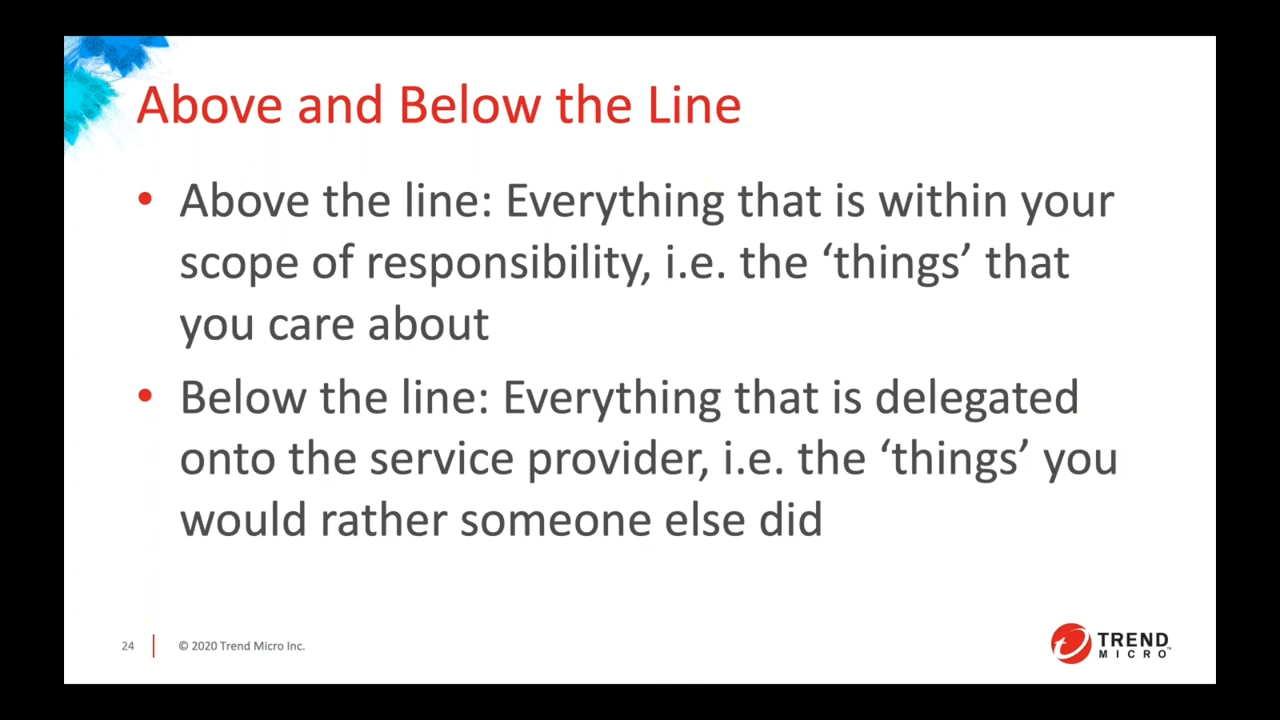 Above and Below the Line
• Above the line: Everything that is within your
scope of responsibility, i.e. the ‘things’ that
you care about
• Below the line: Everything that is delegated
onto the service provider, i.e. the ‘things’ you
would rather someone else did
24
© 2020 Trend Micro Inc.
TREND
MICRO™